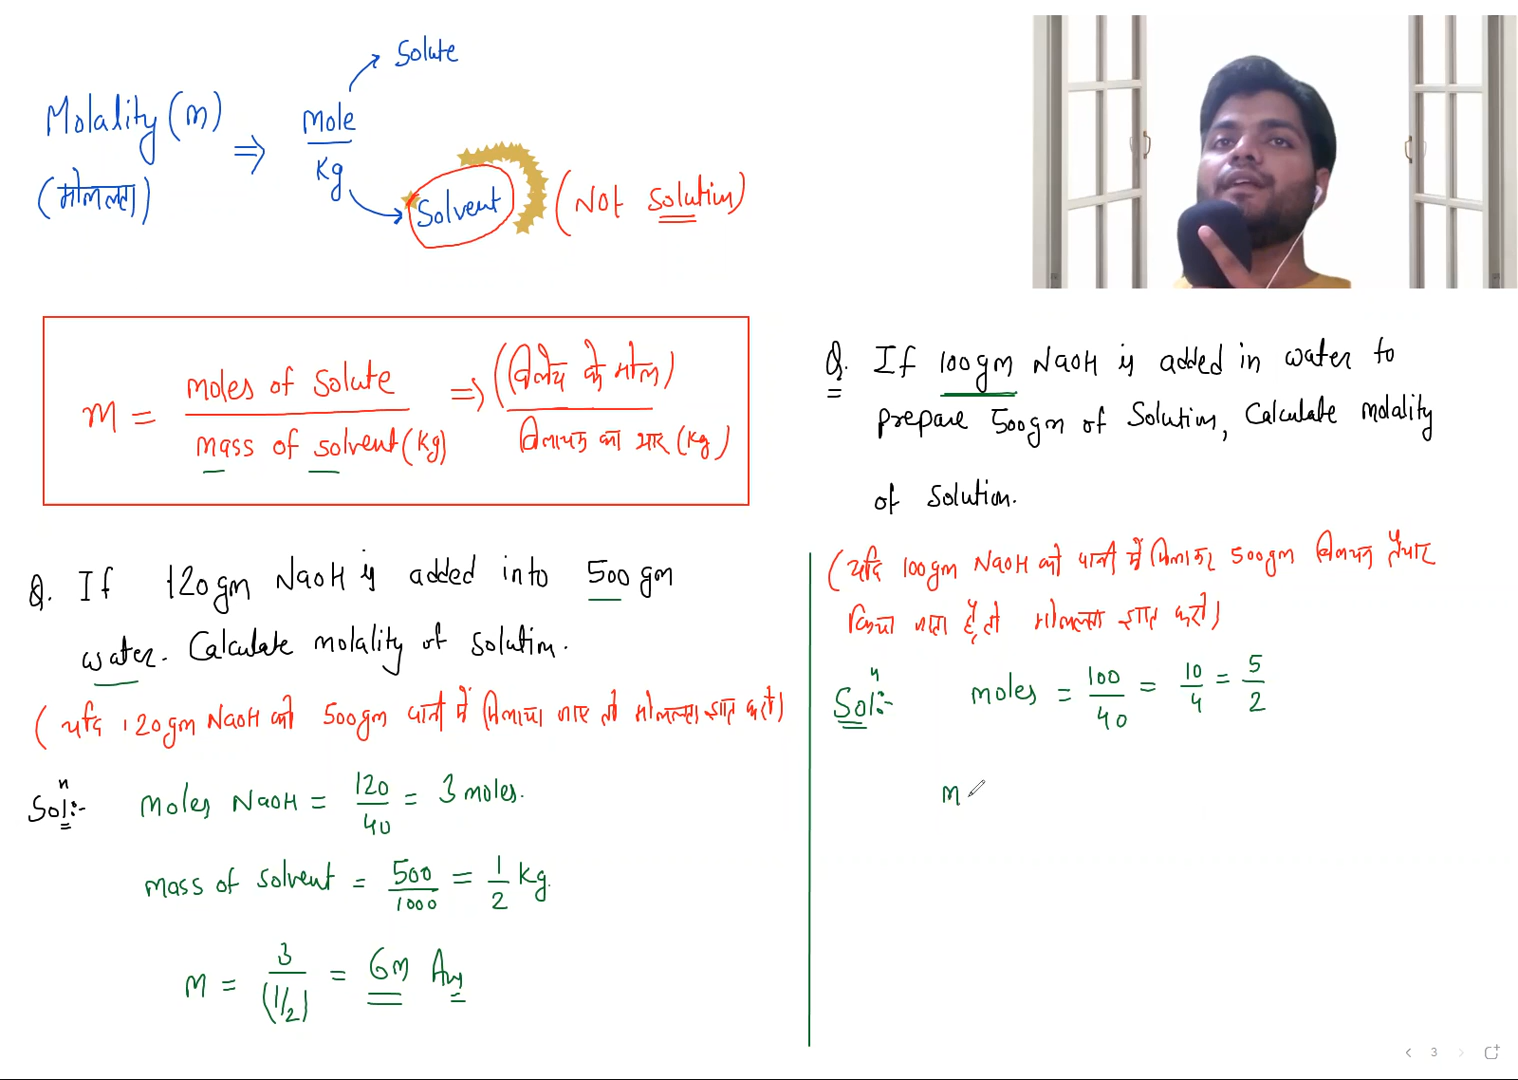 Solute
Molality (m) ⇒ mole / Kg
(मोललता)
Solvent (Not Solution)
m = moles of Solute / mass of solvent (Kg) ⇒ (विलेय के मोल) / विलायक का भार (Kg)
Q. If 120gm NaOH is added into 500 gm
water. Calculate molality of solution.
(यदि 120gm NaOH को 500gm पानी में मिलाया जाए तो मोललता ज्ञात करो)
Solⁿ:-
moles NaOH = 120/40 = 3 moles.
mass of solvent = 500/1000 = 1/2 Kg.
m = 3/(1/2) = 6m Ans
Q. If 100gm NaOH is added in water to
prepare 500gm of Solution, Calculate molality
of solution.
(यदि 100gm NaOH को पानी में मिलाकर 500gm विलयन तैयार
किया जाता है, तो मोललता ज्ञात करो)
Solⁿ:-
moles = 100/40 = 10/4 = 5/2
m
3